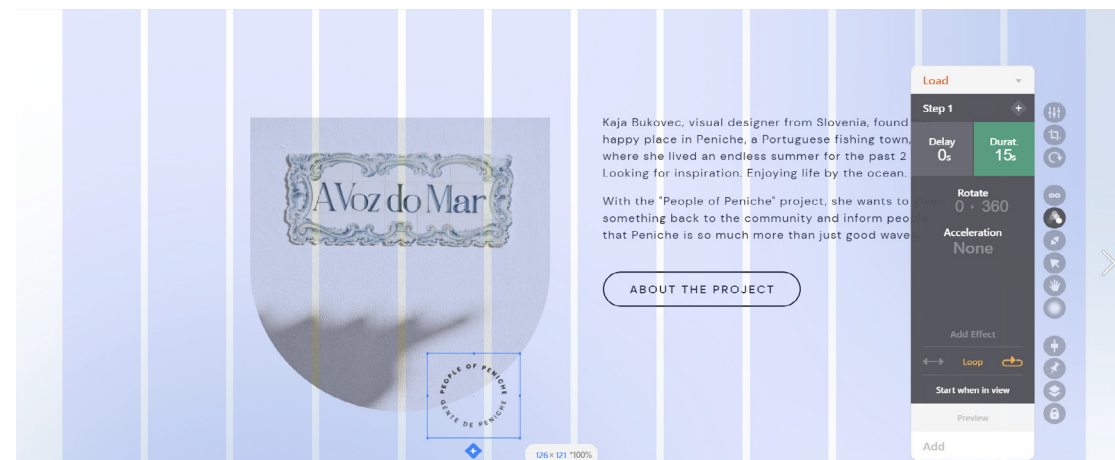 A Voz do Mar
PEOPLE OF PENICHE
GENTE DE PENICHE
Kaja Bukovec, visual designer from Slovenia, found
happy place in Peniche, a Portuguese fishing town,
where she lived an endless summer for the past 2
Looking for inspiration. Enjoying life by the ocean.
With the "People of Peniche" project, she wants to give
something back to the community and inform people
that Peniche is so much more than just good wave
ABOUT THE PROJECT
126 × 121 *100%
Load
Step 1
Delay Durat.
0s 15s
Rotate
0 • 360
Acceleration
None
Add Effect
Loop
Start when in view
Preview
Add